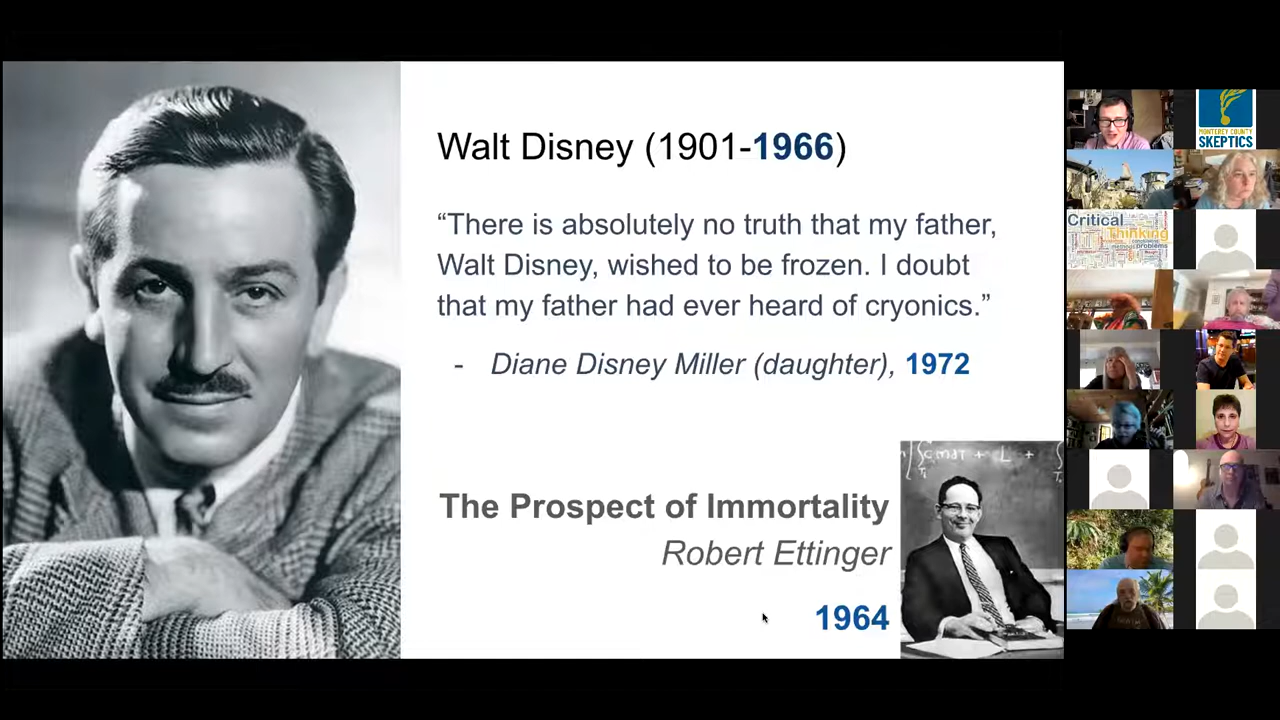 Walt Disney (1901-1966)
“There is absolutely no truth that my father,
Walt Disney, wished to be frozen. I doubt
that my father had ever heard of cryonics.”
- Diane Disney Miller (daughter), 1972
The Prospect of Immortality
Robert Ettinger
1964
MONTEREY COUNTY
SKEPTICS
Critical
Thinking
problems